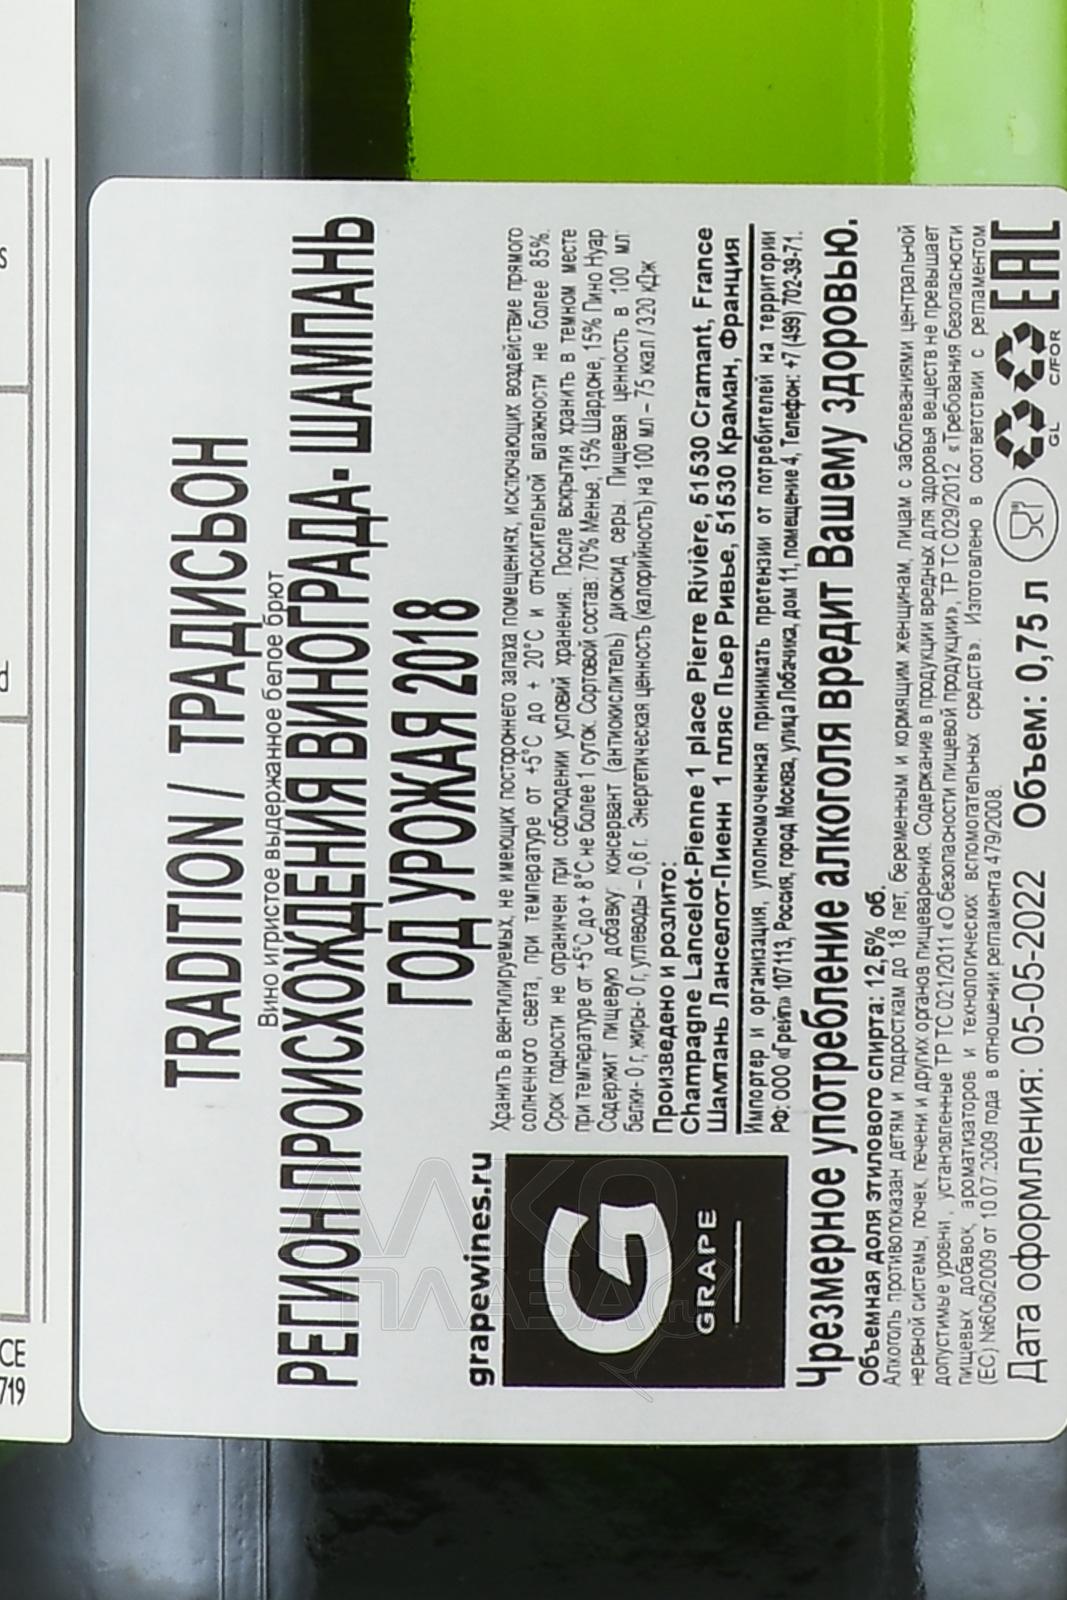 TRADITION / ТРАДИСЬОН
Вино игристое выдержанное белое брют
РЕГИОН ПРОИСХОЖДЕНИЯ ВИНОГРАДА- ШАМПАНЬ
ГОД УРОЖАЯ 2018
grapewines.ru
G
GRAPE
Хранить в вентилируемых, не имеющих постороннего запаха помещениях, исключающих воздействие прямого
солнечного света, при температуре от +5°С до + 20°С и относительной влажности не более 85%.
Срок годности не ограничен при соблюдении условий хранения. После вскрытия хранить в темном месте
при температуре от +5°С до + 8°С не более 1 суток. Сортовой состав: 70% Менье, 15% Шардоне, 15% Пино Нуар
Содержит пищевую добавку: консервант (антиокислитель) диоксид серы. Пищевая ценность в 100 мл:
белки- 0 г, жиры- 0 г, углеводы – 0,6 г. Энергетическая ценность (калорийность) на 100 мл – 75 ккал / 320 кДж
Произведено и розлито:
Champagne Lancelot-Pienne 1 place Pierre Rivière, 51530 Cramant, France
Шампань Ланселот-Пиенн 1 пляс Пьер Ривье, 51530 Краман, Франция
Импортер и организация, уполномоченная принимать претензии от потребителей на территории
РФ: ООО «Грейп» 107113, Россия, город Москва, улица Лобачика, дом 11, помещение 4, Телефон: +7 (499) 702-39-71.
Чрезмерное употребление алкоголя вредит Вашему здоровью.
Объемная доля этилового спирта: 12,5% об.
Алкоголь противопоказан детям и подросткам до 18 лет, беременным и кормящим женщинам, лицам с заболеваниями центральной
нервной системы, почек, печени и других органов пищеварения. Содержание в продукции вредных для здоровья веществ не превышает
допустимые уровни , установленные ТР ТС 021/2011 «О безопасности пищевой продукции», ТР ТС 029/2012 «Требования безопасности
пищевых добавок, ароматизаторов и технологических вспомогательных средств». Изготовлено в соответствии с регламентом
(ЕС) №606/2009 от 10.07.2009 года в отношении регламента 479/2008.
Дата оформления: 05-05-2022 Объем: 0,75 л
GL C/FOR
EAC
АЛКО
ПЛАЗА
CE
719